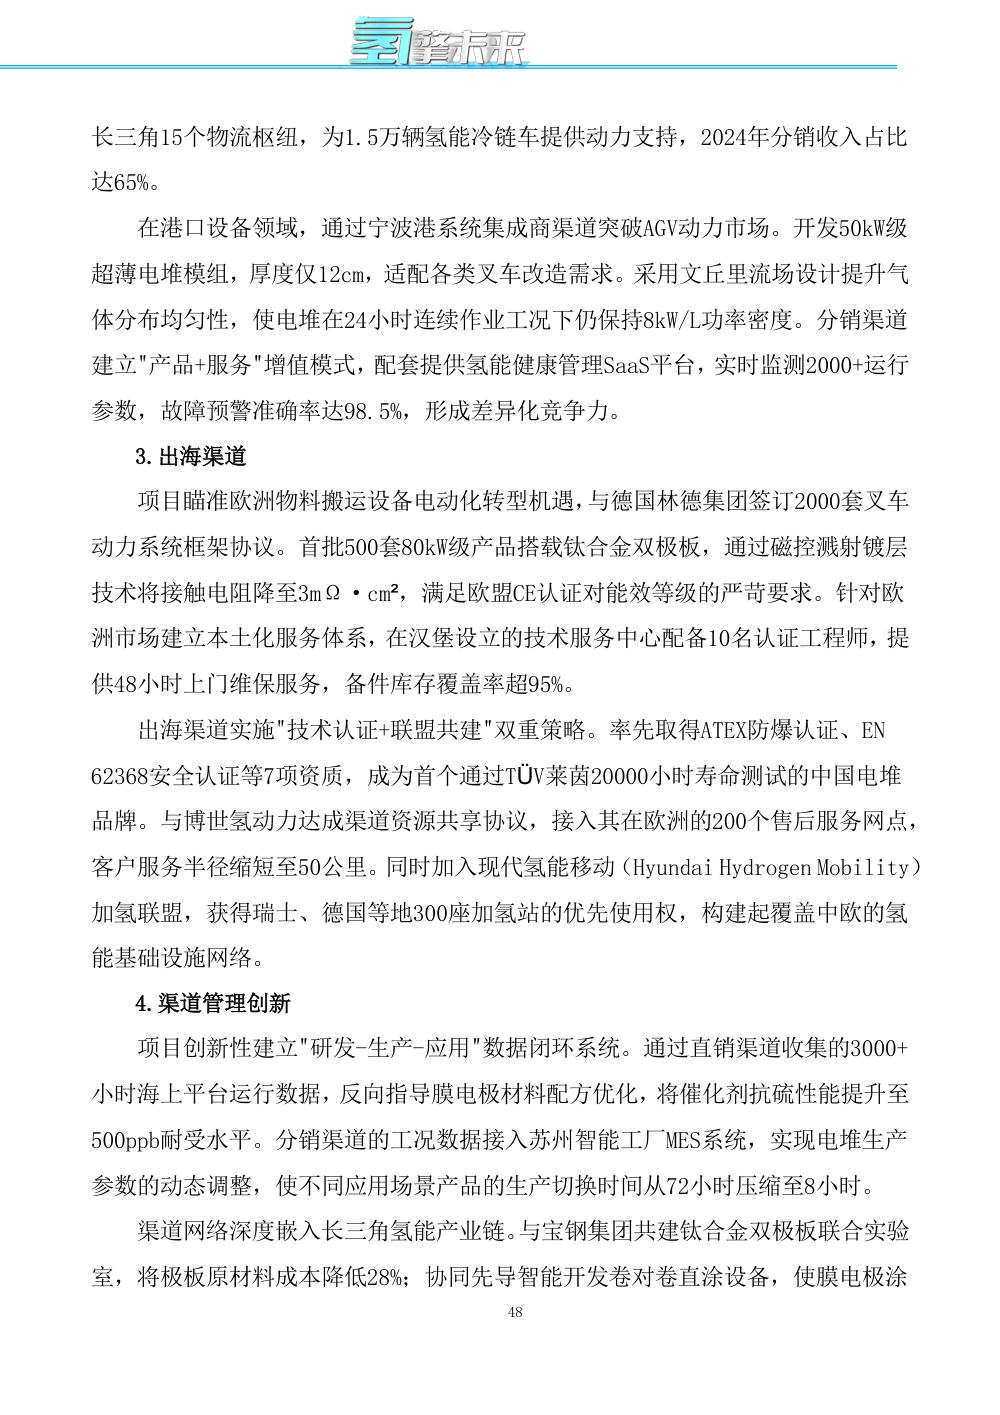 氢擎未来
长三角15个物流枢纽，为1.5万辆氢能冷链车提供动力支持，2024年分销收入占比
达65%。
在港口设备领域，通过宁波港系统集成商渠道突破AGV动力市场。开发50kW级
超薄电堆模组，厚度仅12cm，适配各类叉车改造需求。采用文丘里流场设计提升气
体分布均匀性，使电堆在24小时连续作业工况下仍保持8kW/L功率密度。分销渠道
建立"产品+服务"增值模式，配套提供氢能健康管理SaaS平台，实时监测2000+运行
参数，故障预警准确率达98.5%，形成差异化竞争力。
3.出海渠道
项目瞄准欧洲物料搬运设备电动化转型机遇，与德国林德集团签订2000套叉车
动力系统框架协议。首批500套80kW级产品搭载钛合金双极板，通过磁控溅射镀层
技术将接触电阻降至3mΩ·cm²，满足欧盟CE认证对能效等级的严苛要求。针对欧
洲市场建立本土化服务体系，在汉堡设立的技术服务中心配备10名认证工程师，提
供48小时上门维保服务，备件库存覆盖率超95%。
出海渠道实施"技术认证+联盟共建"双重策略。率先取得ATEX防爆认证、EN
62368安全认证等7项资质，成为首个通过TÜV莱茵20000小时寿命测试的中国电堆
品牌。与博世氢动力达成渠道资源共享协议，接入其在欧洲的200个售后服务网点，
客户服务半径缩短至50公里。同时加入现代氢能移动（Hyundai Hydrogen Mobility）
加氢联盟，获得瑞士、德国等地300座加氢站的优先使用权，构建起覆盖中欧的氢
能基础设施网络。
4.渠道管理创新
项目创新性建立"研发-生产-应用"数据闭环系统。通过直销渠道收集的3000+
小时海上平台运行数据，反向指导膜电极材料配方优化，将催化剂抗硫性能提升至
500ppb耐受水平。分销渠道的工况数据接入苏州智能工厂MES系统，实现电堆生产
参数的动态调整，使不同应用场景产品的生产切换时间从72小时压缩至8小时。
渠道网络深度嵌入长三角氢能产业链。与宝钢集团共建钛合金双极板联合实验
室，将极板原材料成本降低28%；协同先导智能开发卷对卷直涂设备，使膜电极涂
48